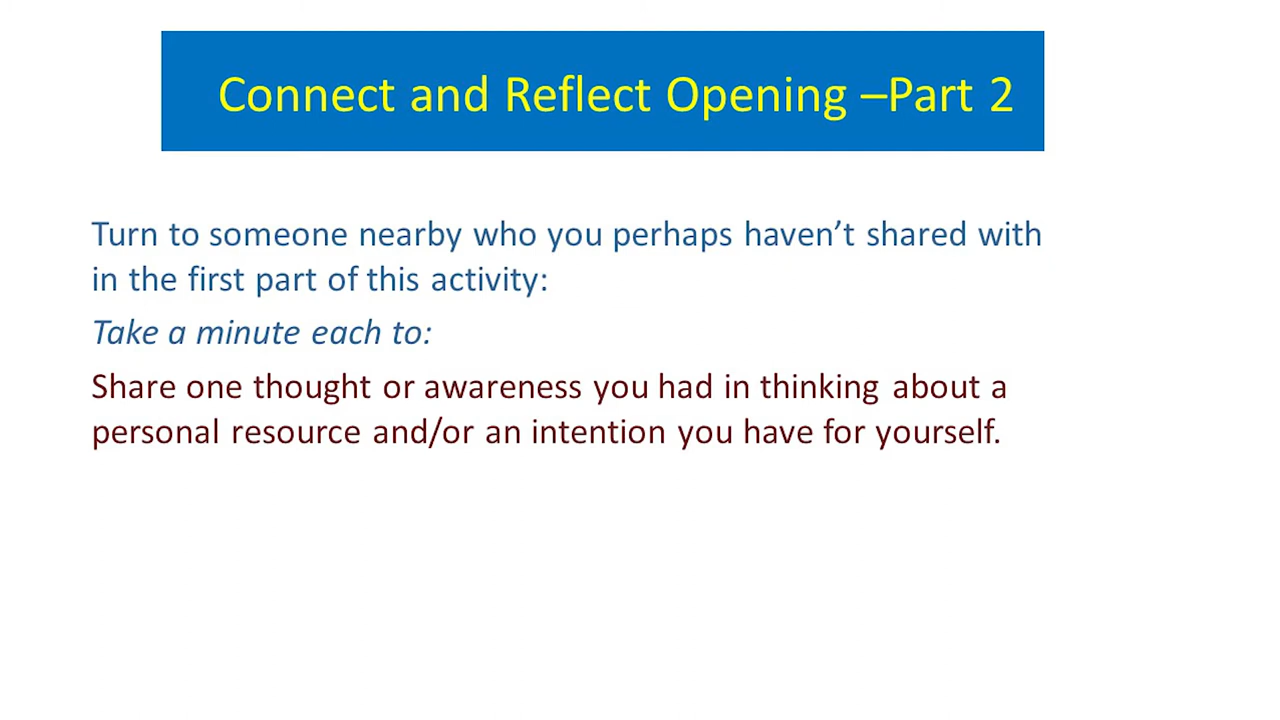 Connect and Reflect Opening –Part 2
Turn to someone nearby who you perhaps haven’t shared with
in the first part of this activity:
Take a minute each to:
Share one thought or awareness you had in thinking about a
personal resource and/or an intention you have for yourself.